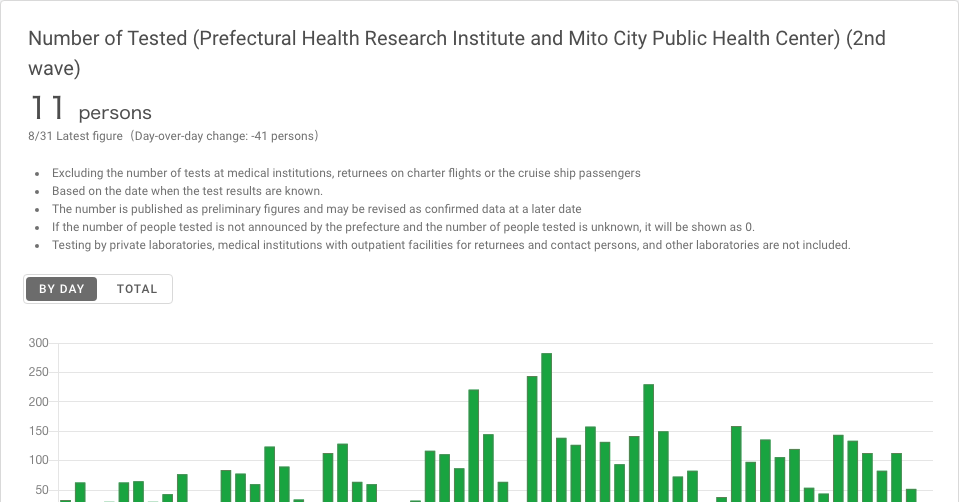 Number of Tested (Prefectural Health Research Institute and Mito City Public Health Center) (2nd
wave)
11 persons
8/31 Latest figure（Day-over-day change: -41 persons）
• Excluding the number of tests at medical institutions, returnees on charter flights or the cruise ship passengers
• Based on the date when the test results are known.
• The number is published as preliminary figures and may be revised as confirmed data at a later date
• If the number of people tested is not announced by the prefecture and the number of people tested is unknown, it will be shown as 0.
• Testing by private laboratories, medical institutions with outpatient facilities for returnees and contact persons, and other laboratories are not included.
BY DAY TOTAL
300
250
200
150
100
50